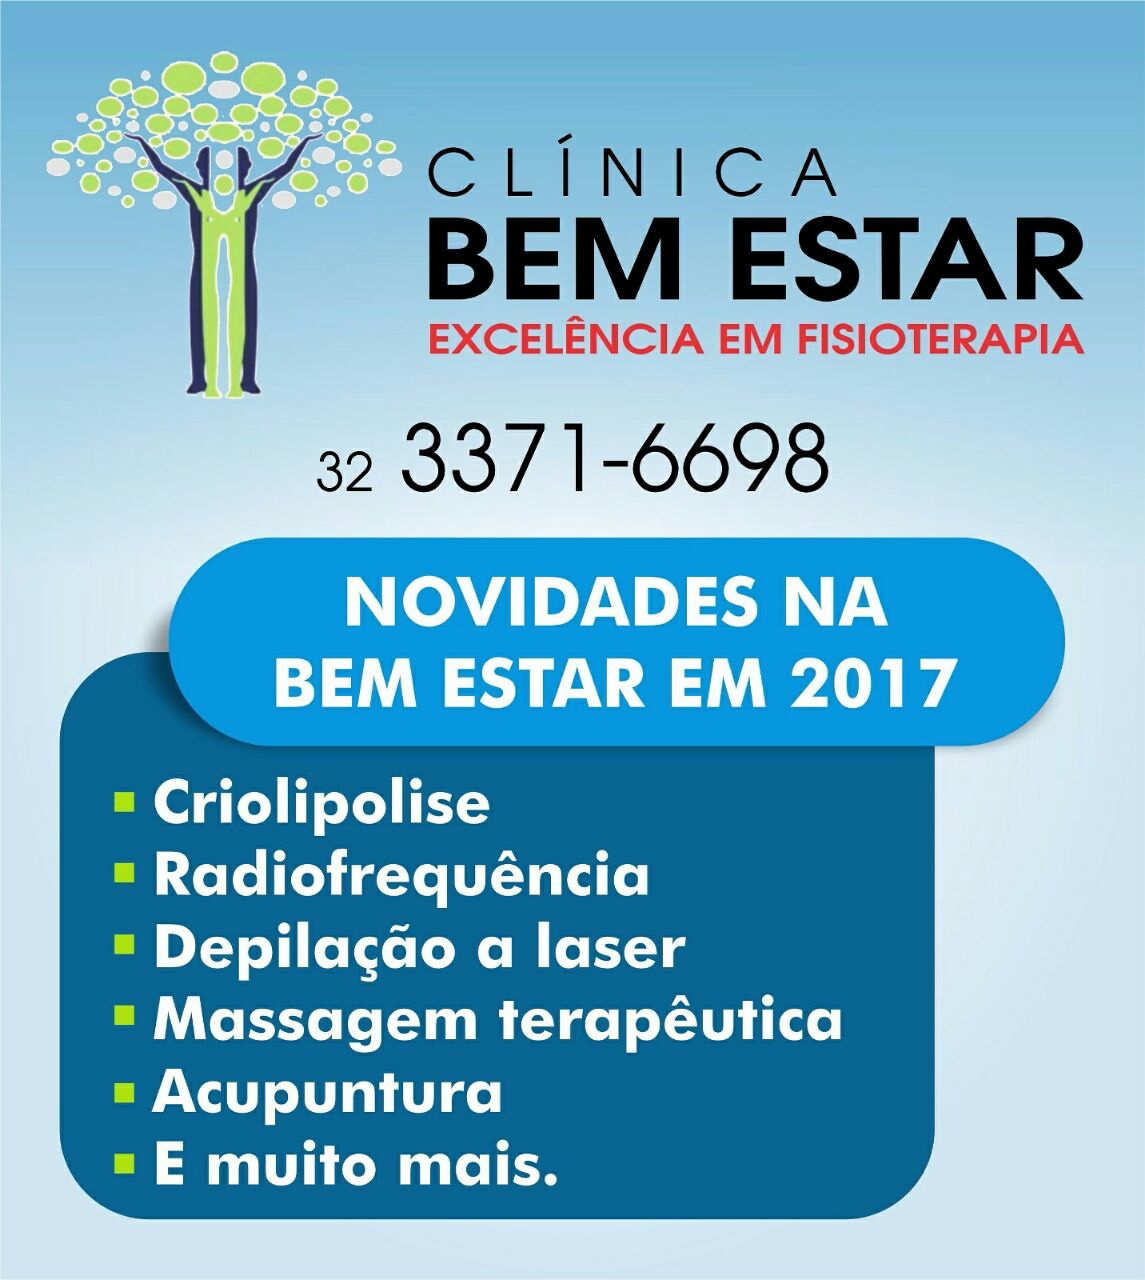 CLÍNICA
BEM ESTAR
EXCELÊNCIA EM FISIOTERAPIA
32 3371-6698
NOVIDADES NA
BEM ESTAR EM 2017
Criolipolise
Radiofrequência
Depilação a laser
Massagem terapêutica
Acupuntura
E muito mais.